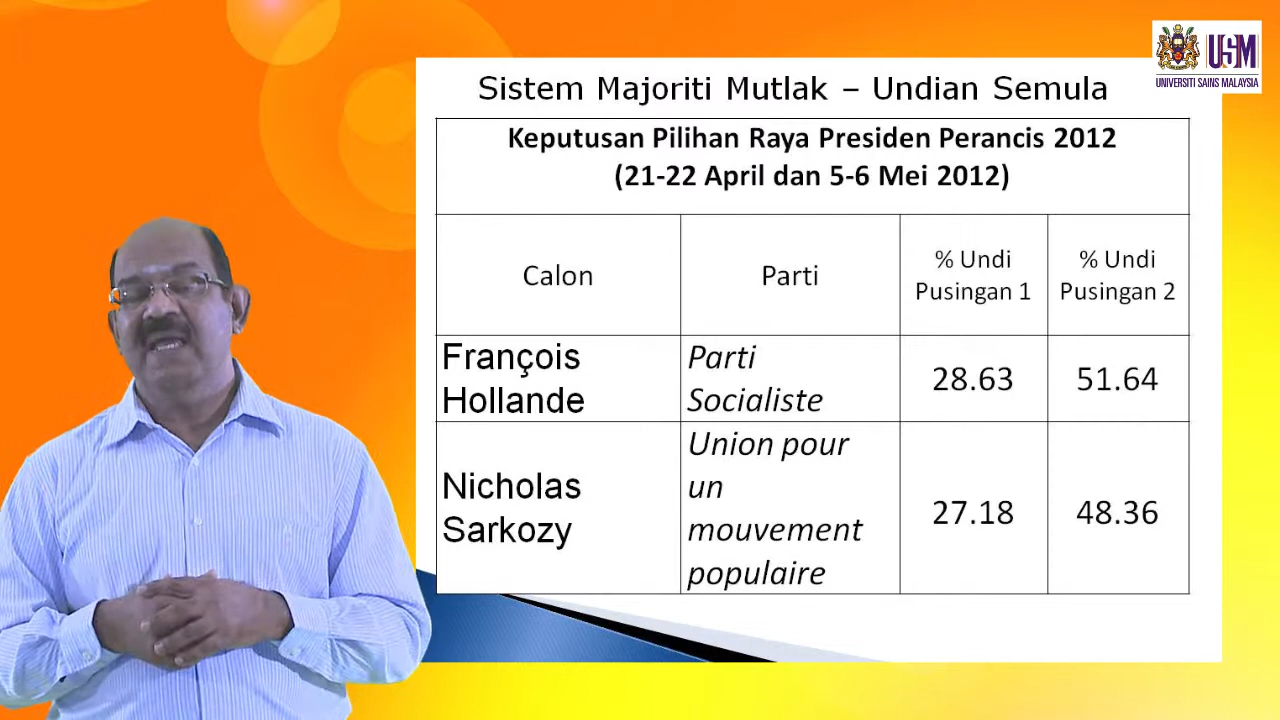 USM
UNIVERSITI SAINS MALAYSIA
Sistem Majoriti Mutlak – Undian Semula
Keputusan Pilihan Raya Presiden Perancis 2012
(21-22 April dan 5-6 Mei 2012)
Calon
Parti
% Undi
Pusingan 1
% Undi
Pusingan 2
François
Hollande
Parti
Socialiste
28.63
51.64
Nicholas
Sarkozy
Union pour
un
mouvement
populaire
27.18
48.36